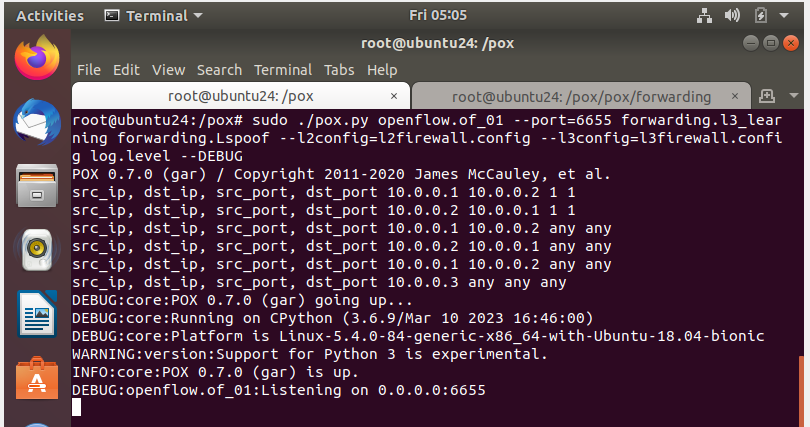 Activities Terminal Fri 05:05
root@ubuntu24: /pox
File Edit View Search Terminal Tabs Help
root@ubuntu24: /pox × root@ubuntu24: /pox/pox/forwarding ×
root@ubuntu24:/pox# sudo ./pox.py openflow.of_01 --port=6655 forwarding.l3_lear
ning forwarding.Lspoof --l2config=l2firewall.config --l3config=l3firewall.confi
g log.level --DEBUG
POX 0.7.0 (gar) / Copyright 2011-2020 James McCauley, et al.
src_ip, dst_ip, src_port, dst_port 10.0.0.1 10.0.0.2 1 1
src_ip, dst_ip, src_port, dst_port 10.0.0.2 10.0.0.1 1 1
src_ip, dst_ip, src_port, dst_port 10.0.0.1 10.0.0.2 any any
src_ip, dst_ip, src_port, dst_port 10.0.0.2 10.0.0.1 any any
src_ip, dst_ip, src_port, dst_port 10.0.0.1 10.0.0.2 any any
src_ip, dst_ip, src_port, dst_port 10.0.0.3 any any any
DEBUG:core:POX 0.7.0 (gar) going up...
DEBUG:core:Running on CPython (3.6.9/Mar 10 2023 16:46:00)
DEBUG:core:Platform is Linux-5.4.0-84-generic-x86_64-with-Ubuntu-18.04-bionic
WARNING:version:Support for Python 3 is experimental.
INFO:core:POX 0.7.0 (gar) is up.
DEBUG:openflow.of_01:Listening on 0.0.0.0:6655